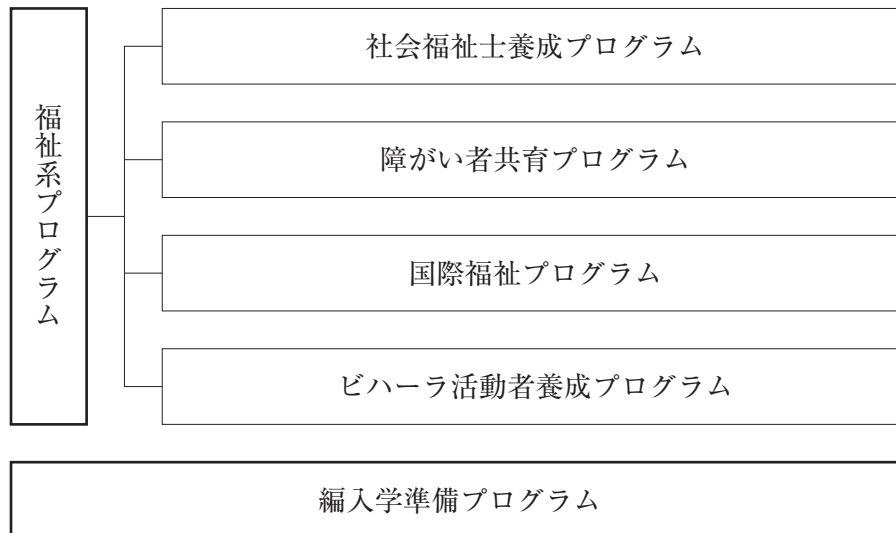 福祉系プログラム
社会福祉士養成プログラム
障がい者共育プログラム
国際福祉プログラム
ビハーラ活動者養成プログラム
編入学準備プログラム